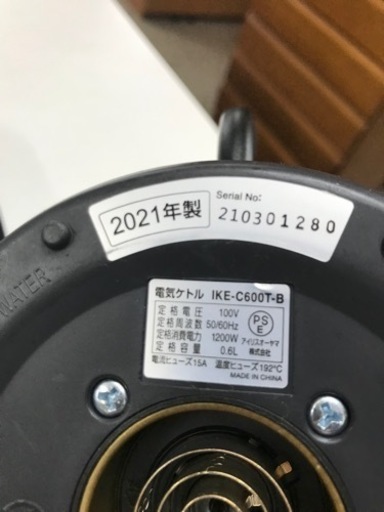 2021年製
Serial No:
210301280
WATER
電気ケトル IKE-C600T-B
定格電圧 100V
定格周波数 50/60Hz
定格消費電力 1200W
定格容量 0.6L
PS
E
アイリスオーヤマ
株式会社
電流ヒューズ15A 温度ヒューズ192℃
MADE IN CHINA